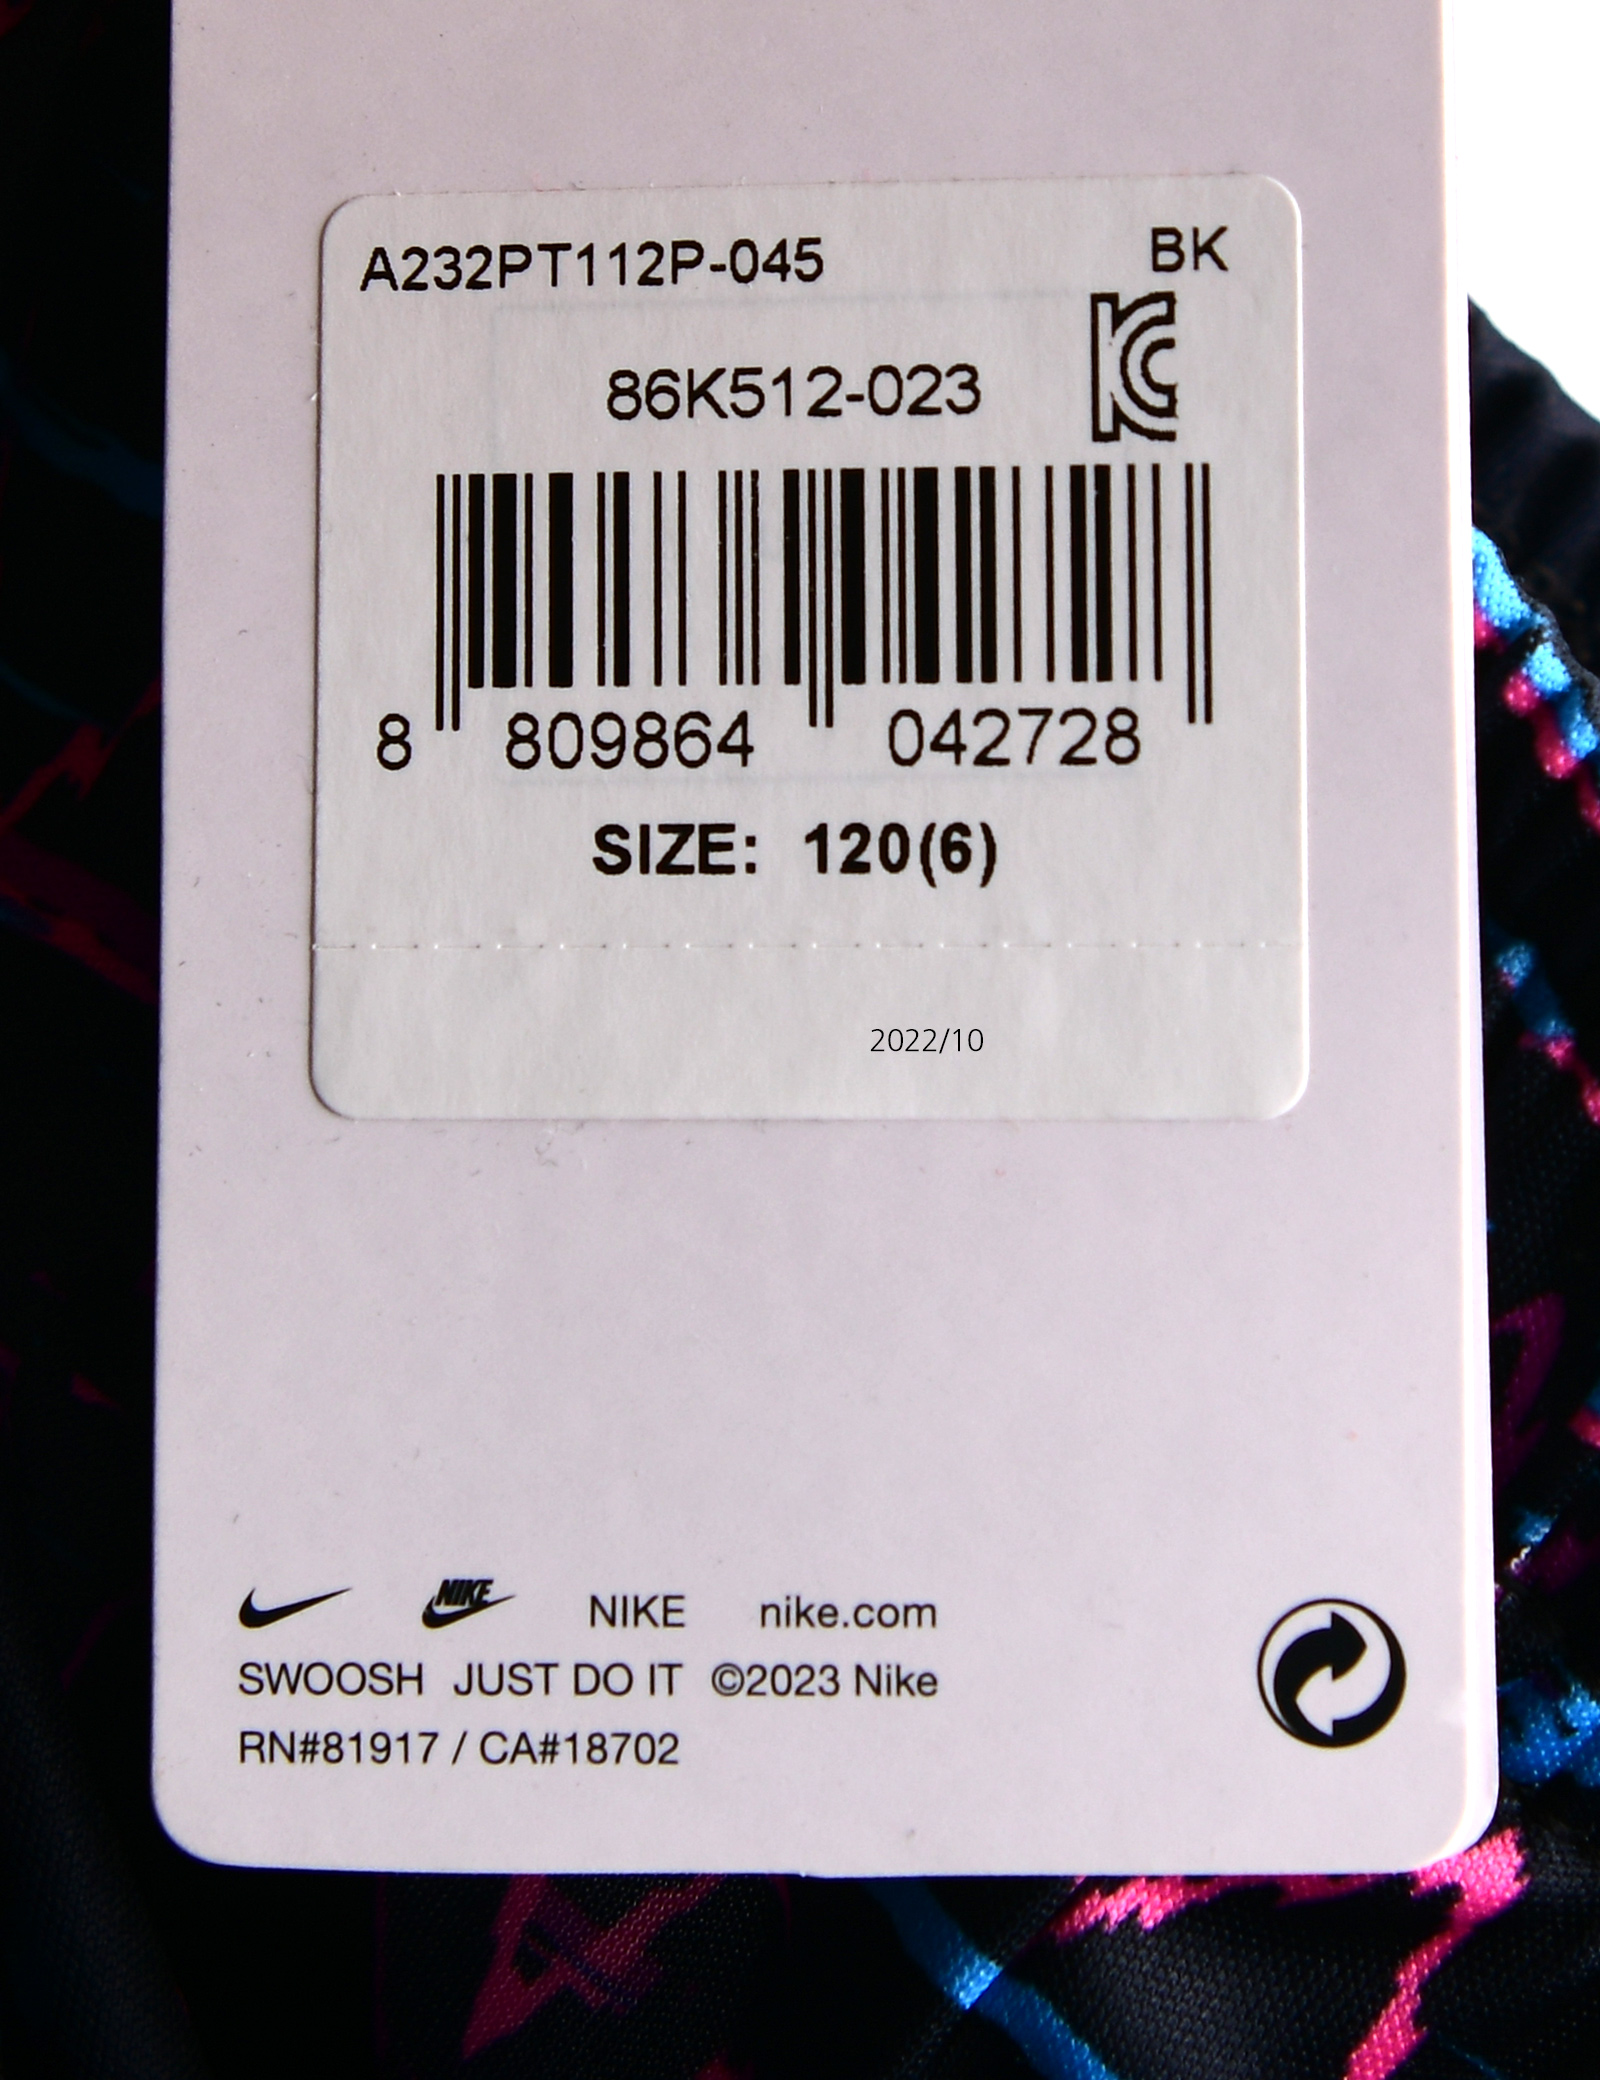 A232PT112P-045 BK
KC
86K512-023
8 809864 042728
SIZE: 120(6)
2022/10
NIKE NIKE nike.com
SWOOSH JUST DO IT ©2023 Nike
RN#81917 / CA#18702